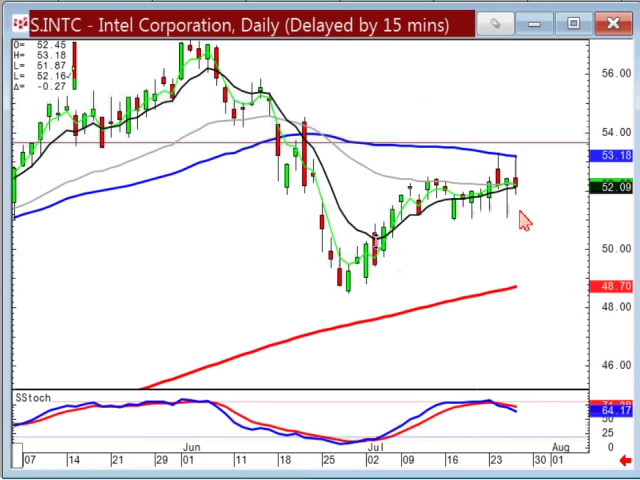 S.INTC - Intel Corporation, Daily (Delayed by 15 mins)
O= 52.45
H= 53.18
L= 51.87
L= 52.16
Δ= -0.27
56.00
54.00
53.18
52.09
50.00
48.70
48.00
46.00
SStoch
64.17
50
25
0
Jun
Jul
Aug
07 14 21 29 01 11 18 25 02 09 16 23 30 01